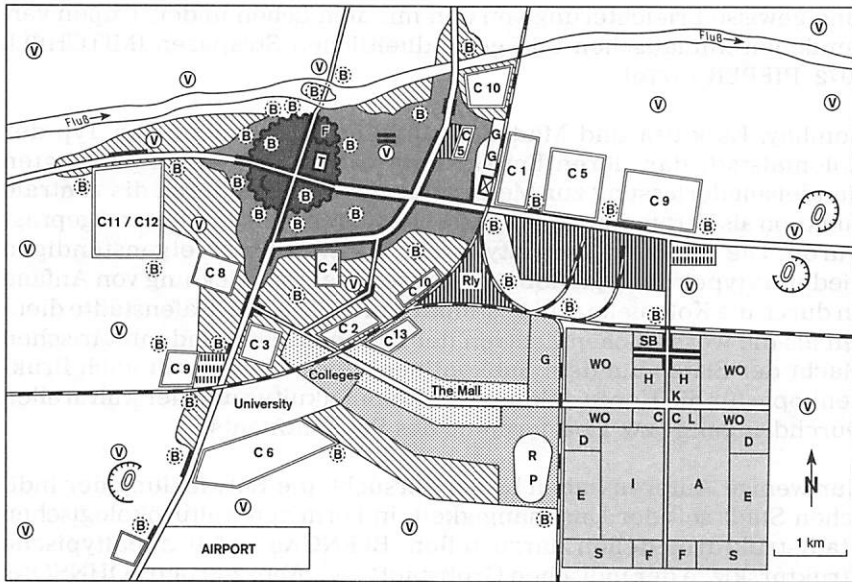 Fluß
V
V
V
B
B
V
B
B
B
C 10
V
V
Fluß
B
B
B
B
F
B
V
C 5
G
G
C 1
C 5
C 9
B
B
T
B
C11 / C12
B
B
B
B
B
B
V
V
B
V
C 8
C 4
V
C 10
Rly
B
B
B
B
B
V
V
C 3
C 2
C 13
B
SB
WO
WO
H
H
K
C 9
B
Colleges
The Mall
G
V
V
University
WO
C
C
L
WO
D
D
V
C 6
B
R
P
E
I
A
E
N
V
V
B
B
V
AIRPORT
S
F
F
S
1 km